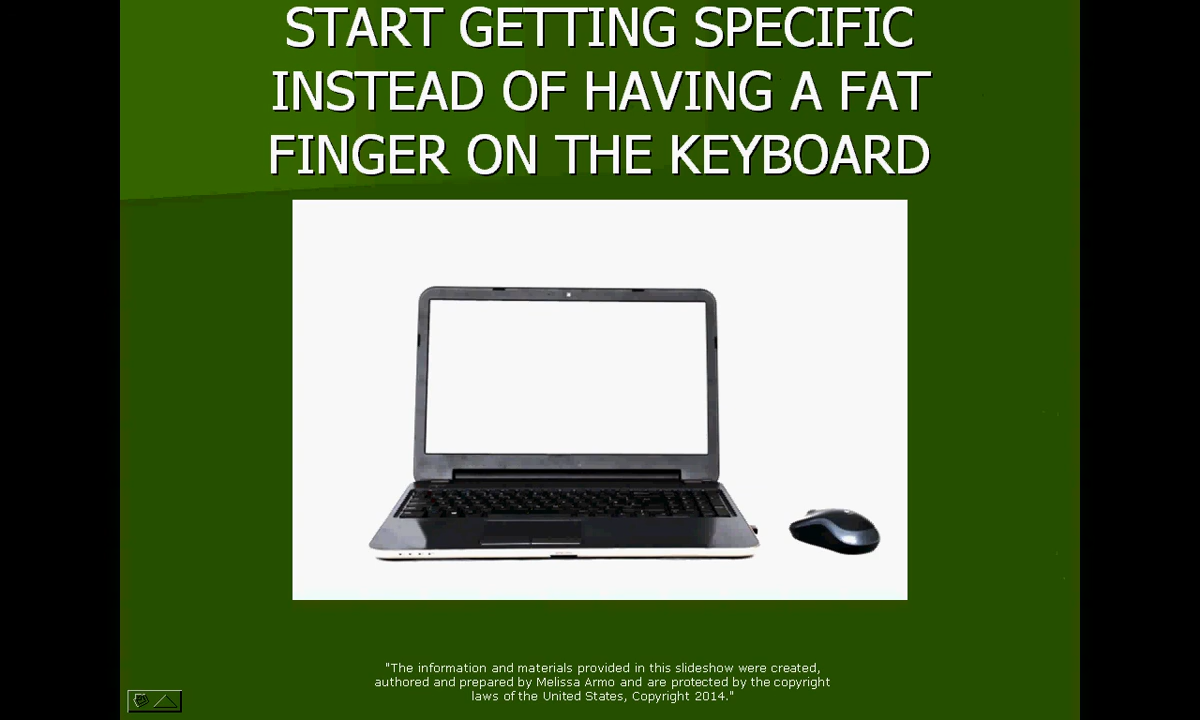 START GETTING SPECIFIC
INSTEAD OF HAVING A FAT
FINGER ON THE KEYBOARD
"The information and materials provided in this slideshow were created,
authored and prepared by Melissa Armo and are protected by the copyright
laws of the United States, Copyright 2014."